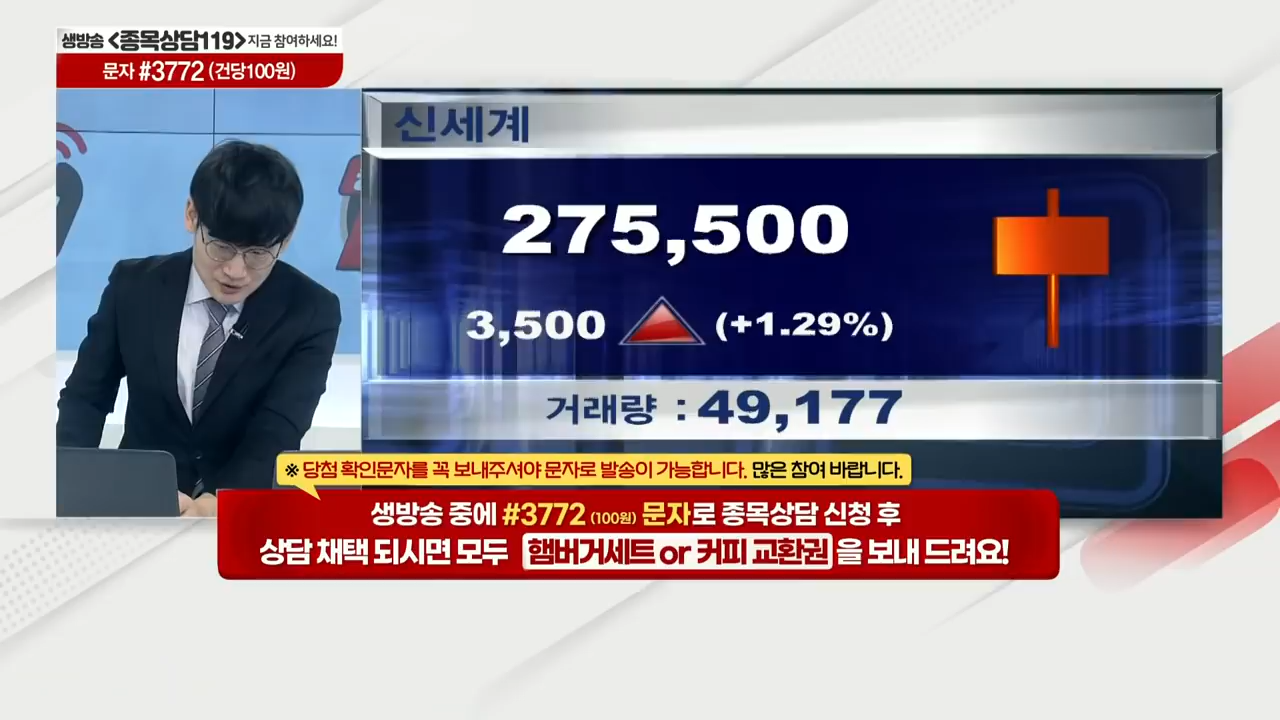 생방송 <종목상담119> 지금 참여하세요!
문자 #3772 (건당100원)
신세계
275,500
3,500 ▲ (+1.29%)
거래량 : 49,177
※ 당첨 확인문자를 꼭 보내주셔야 문자로 발송이 가능합니다. 많은 참여 바랍니다.
생방송 중에 #3772 (100원) 문자로 종목상담 신청 후
상담 채택 되시면 모두 햄버거세트 or 커피 교환권 을 보내 드려요!